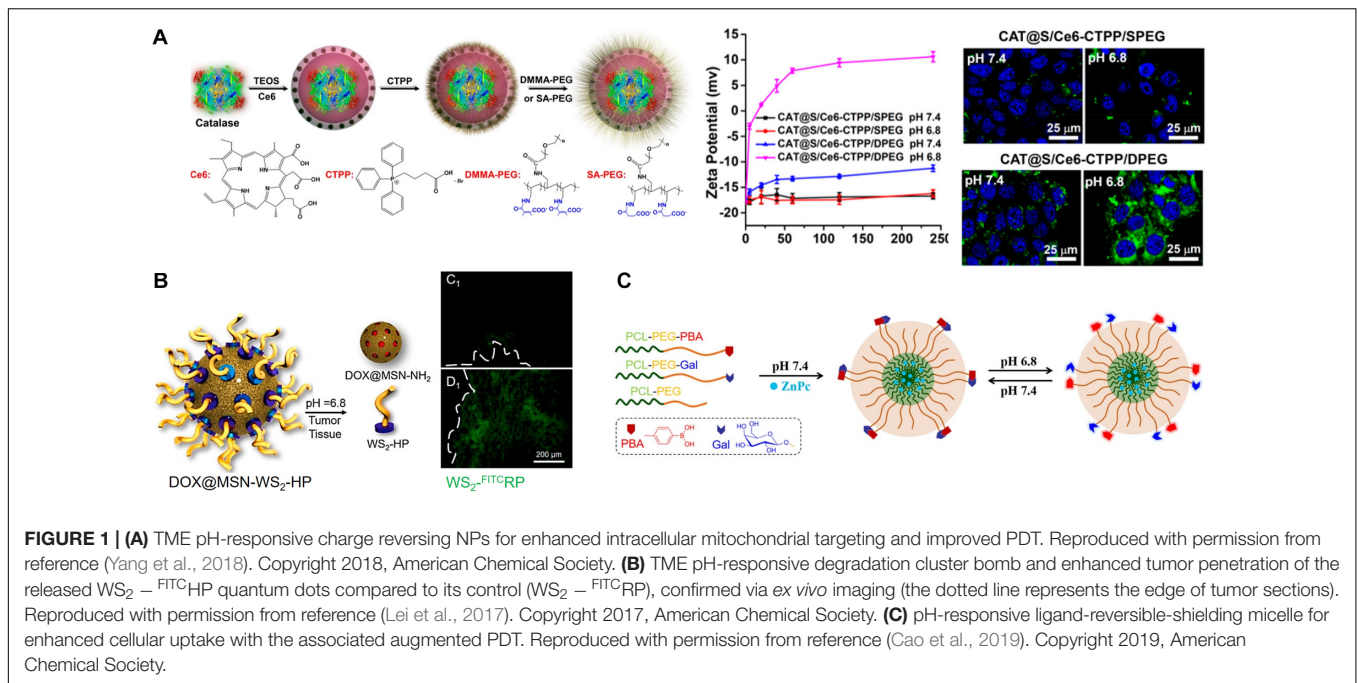 A
TEOS
Ce6
CTPP
DMMA-PEG
or SA-PEG
Catalase
Ce6:
CTPP:
DMMA-PEG:
SA-PEG:
Zeta Potential (mv)
15
10
5
0
-5
-10
-15
-20
0 60 120 180 240
CAT@S/Ce6-CTPP/SPEG pH 7.4
CAT@S/Ce6-CTPP/SPEG pH 6.8
CAT@S/Ce6-CTPP/DPEG pH 7.4
CAT@S/Ce6-CTPP/DPEG pH 6.8
CAT@S/Ce6-CTPP/SPEG
pH 7.4
pH 6.8
25 μm
25 μm
CAT@S/Ce6-CTPP/DPEG
pH 7.4
pH 6.8
25 μm
25 μm
B
DOX@MSN-WS2-HP
pH =6.8
Tumor
Tissue
DOX@MSN-NH2
WS2-HP
C1
D1
200 μm
WS2-FITCRP
C
PCL-PEG-PBA
PCL-PEG-Gal
PCL-PEG
PBA
Gal
pH 7.4
ZnPc
pH 6.8
pH 7.4
FIGURE 1 | (A) TME pH-responsive charge reversing NPs for enhanced intracellular mitochondrial targeting and improved PDT. Reproduced with permission from
reference (Yang et al., 2018). Copyright 2018, American Chemical Society. (B) TME pH-responsive degradation cluster bomb and enhanced tumor penetration of the
released WS2 − FITCHP quantum dots compared to its control (WS2 − FITCRP), confirmed via ex vivo imaging (the dotted line represents the edge of tumor sections).
Reproduced with permission from reference (Lei et al., 2017). Copyright 2017, American Chemical Society. (C) pH-responsive ligand-reversible-shielding micelle for
enhanced cellular uptake with the associated augmented PDT. Reproduced with permission from reference (Cao et al., 2019). Copyright 2019, American
Chemical Society.